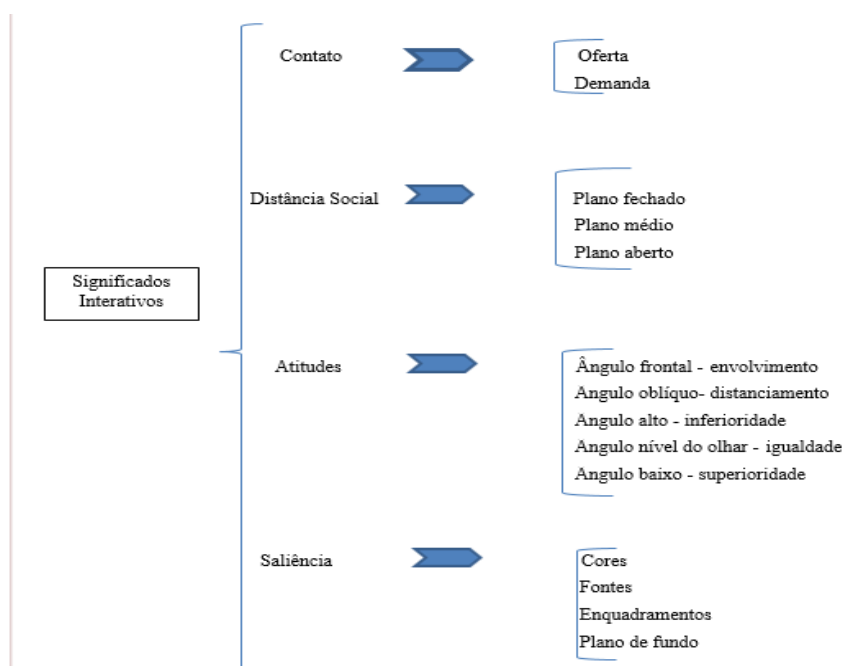 Contato
Oferta
Demanda
Distância Social
Plano fechado
Plano médio
Plano aberto
Significados
Interativos
Atitudes
Ângulo frontal - envolvimento
Angulo oblíquo- distanciamento
Angulo alto - inferioridade
Angulo nível do olhar - igualdade
Angulo baixo - superioridade
Saliência
Cores
Fontes
Enquadramentos
Plano de fundo